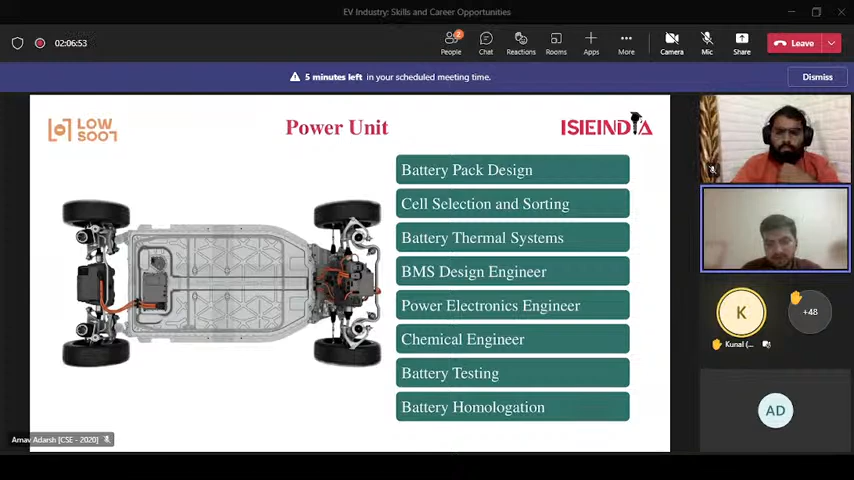 EV Industry: Skills and Career Opportunities
02:06:53
2
People
Chat
Reactions
Rooms
Apps
More
Camera
Mic
Share
Leave
5 minutes left in your scheduled meeting time.
Dismiss
LOW
SOOT
Power Unit
ISIEINDIA
Battery Pack Design
Cell Selection and Sorting
Battery Thermal Systems
BMS Design Engineer
Power Electronics Engineer
Chemical Engineer
Battery Testing
Battery Homologation
K
+48
Kunal (...
AD
Arnav Adarsh [CSE - 2020]